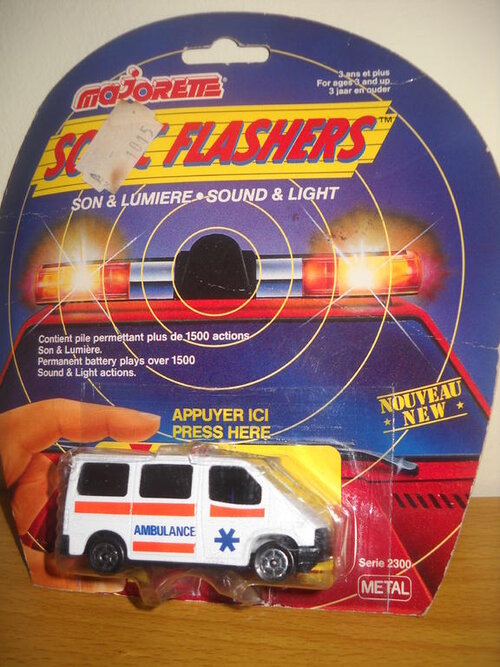 majorette
3 ans et plus
For ages 3 and up
3 jaar en ouder
FLASHERS™
SON & LUMIERE • SOUND & LIGHT
Contient pile permettant plus de 1500 actions
Son & Lumière.
Permanent battery plays over 1500
Sound & Light actions.
NOUVEAU
NEW
APPUYER ICI
PRESS HERE
AMBULANCE
Serie 2300
METAL